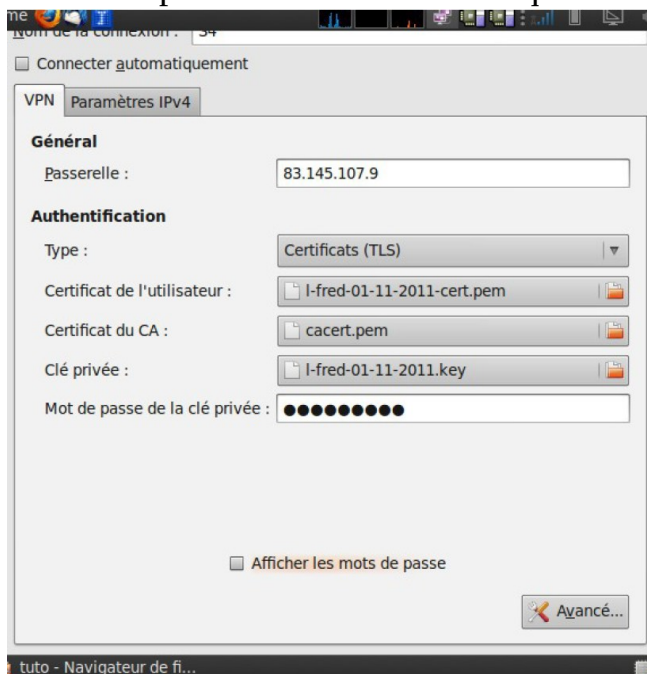 me
Nom de la connexion : 54
Connecter automatiquement
VPN Paramètres IPv4
Général
Passerelle : 83.145.107.9
Authentification
Type : Certificats (TLS)
Certificat de l'utilisateur : l-fred-01-11-2011-cert.pem
Certificat du CA : cacert.pem
Clé privée : l-fred-01-11-2011.key
Mot de passe de la clé privée : ●●●●●●●●●
Afficher les mots de passe
Avancé...
tuto - Navigateur de fi...